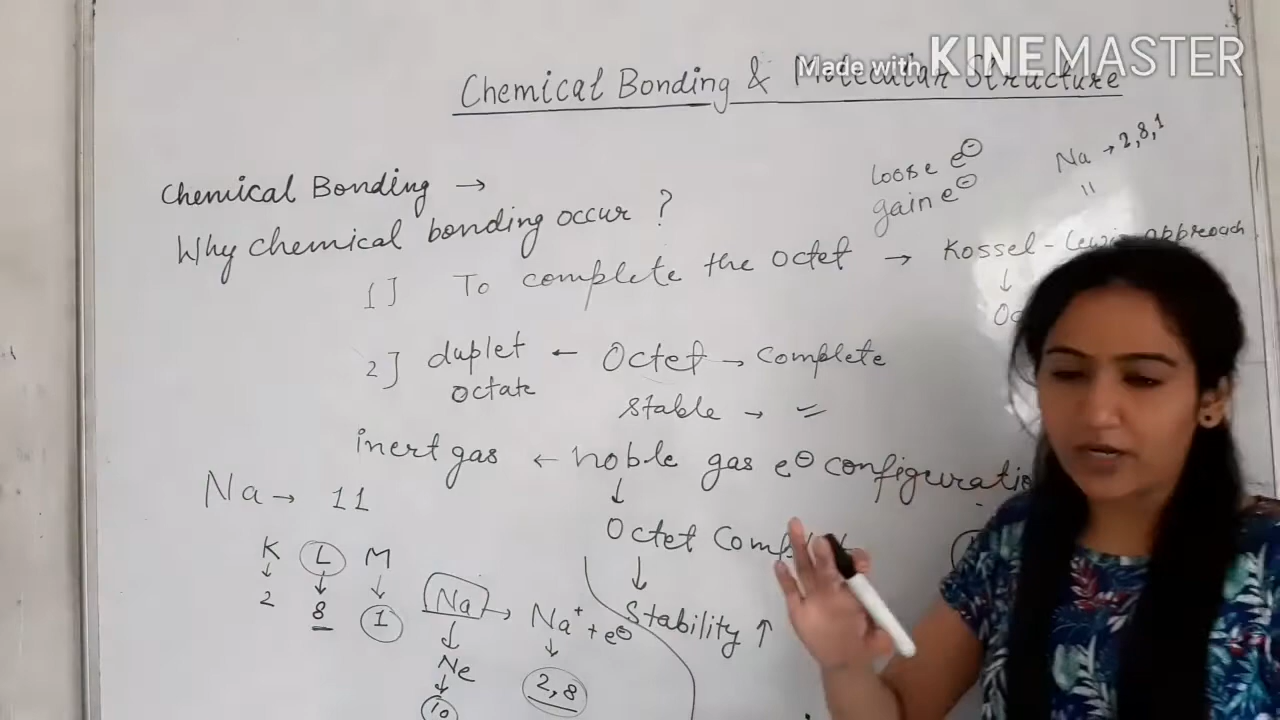 Made with KINEMASTER
Chemical Bonding & Molecular Structure
loose e⊖
gain e⊖
Na → 2,8,1
〃
Chemical Bonding →
Why chemical bonding occur ?
1] To complete the octet → Kossel - Lewis approach
↓
2] duplet ← Octet → complete
octate
stable → 〃
inert gas ← noble gas e⊖ configuration
↓
Octet
↓
Stability ↑
Na → 11
K L M
↓ ↓ ↓
2 8 1
Na → Na⁺ + e⊖
↓ ↓
Ne 2,8
↓
10